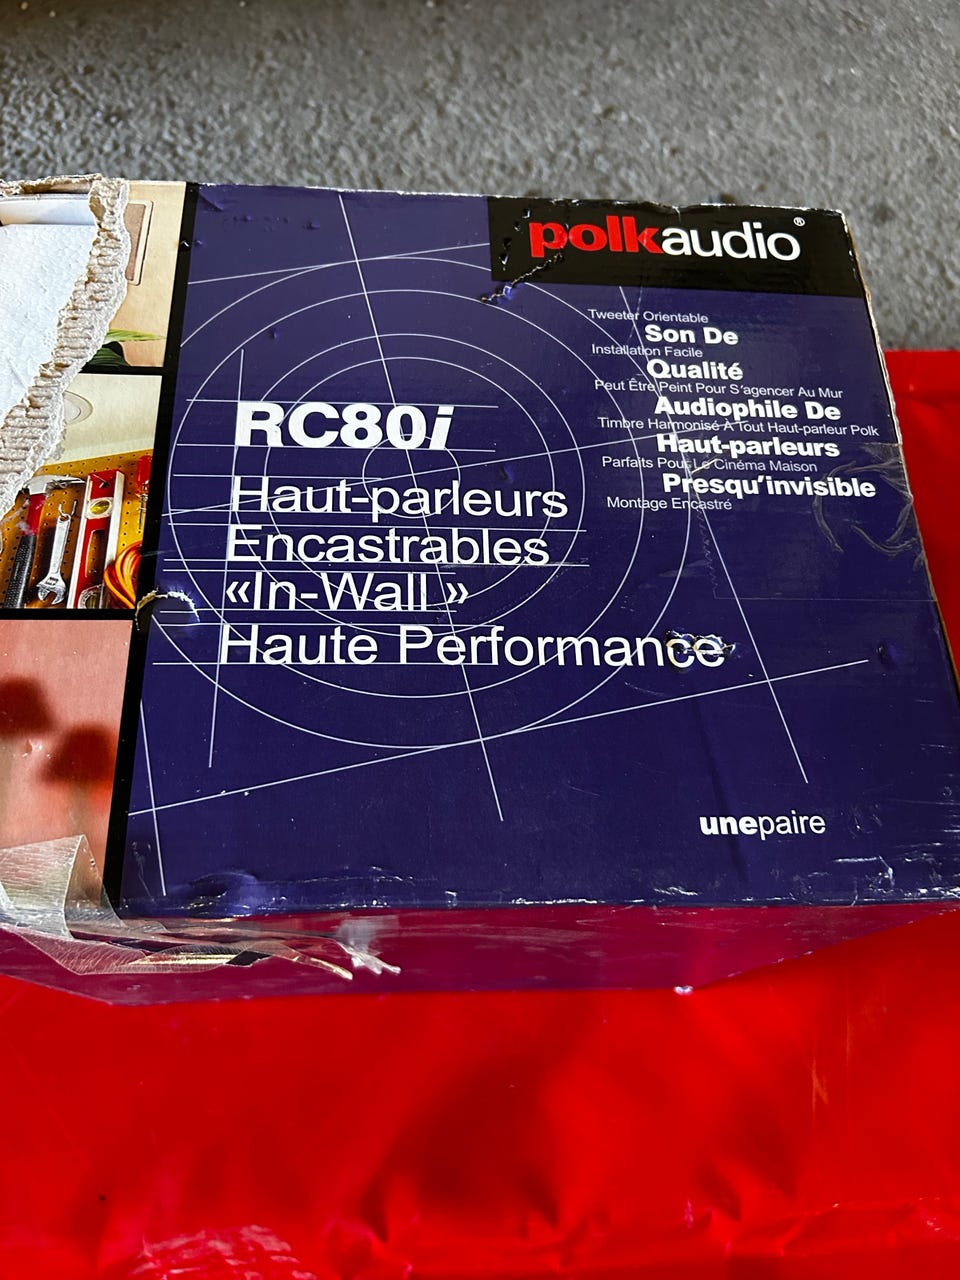 polkaudio®
Tweeter Orientable
Son De
Installation Facile
Qualité
Peut Être Peint Pour S'agencer Au Mur
Audiophile De
Timbre Harmonisé À Tout Haut-parleur Polk
Haut-parleurs
Parfaits Pour Le Cinéma Maison
Presqu'invisible
Montage Encastré
RC80i
Haut-parleurs
Encastrables
«In-Wall »
Haute Performance
unepaire